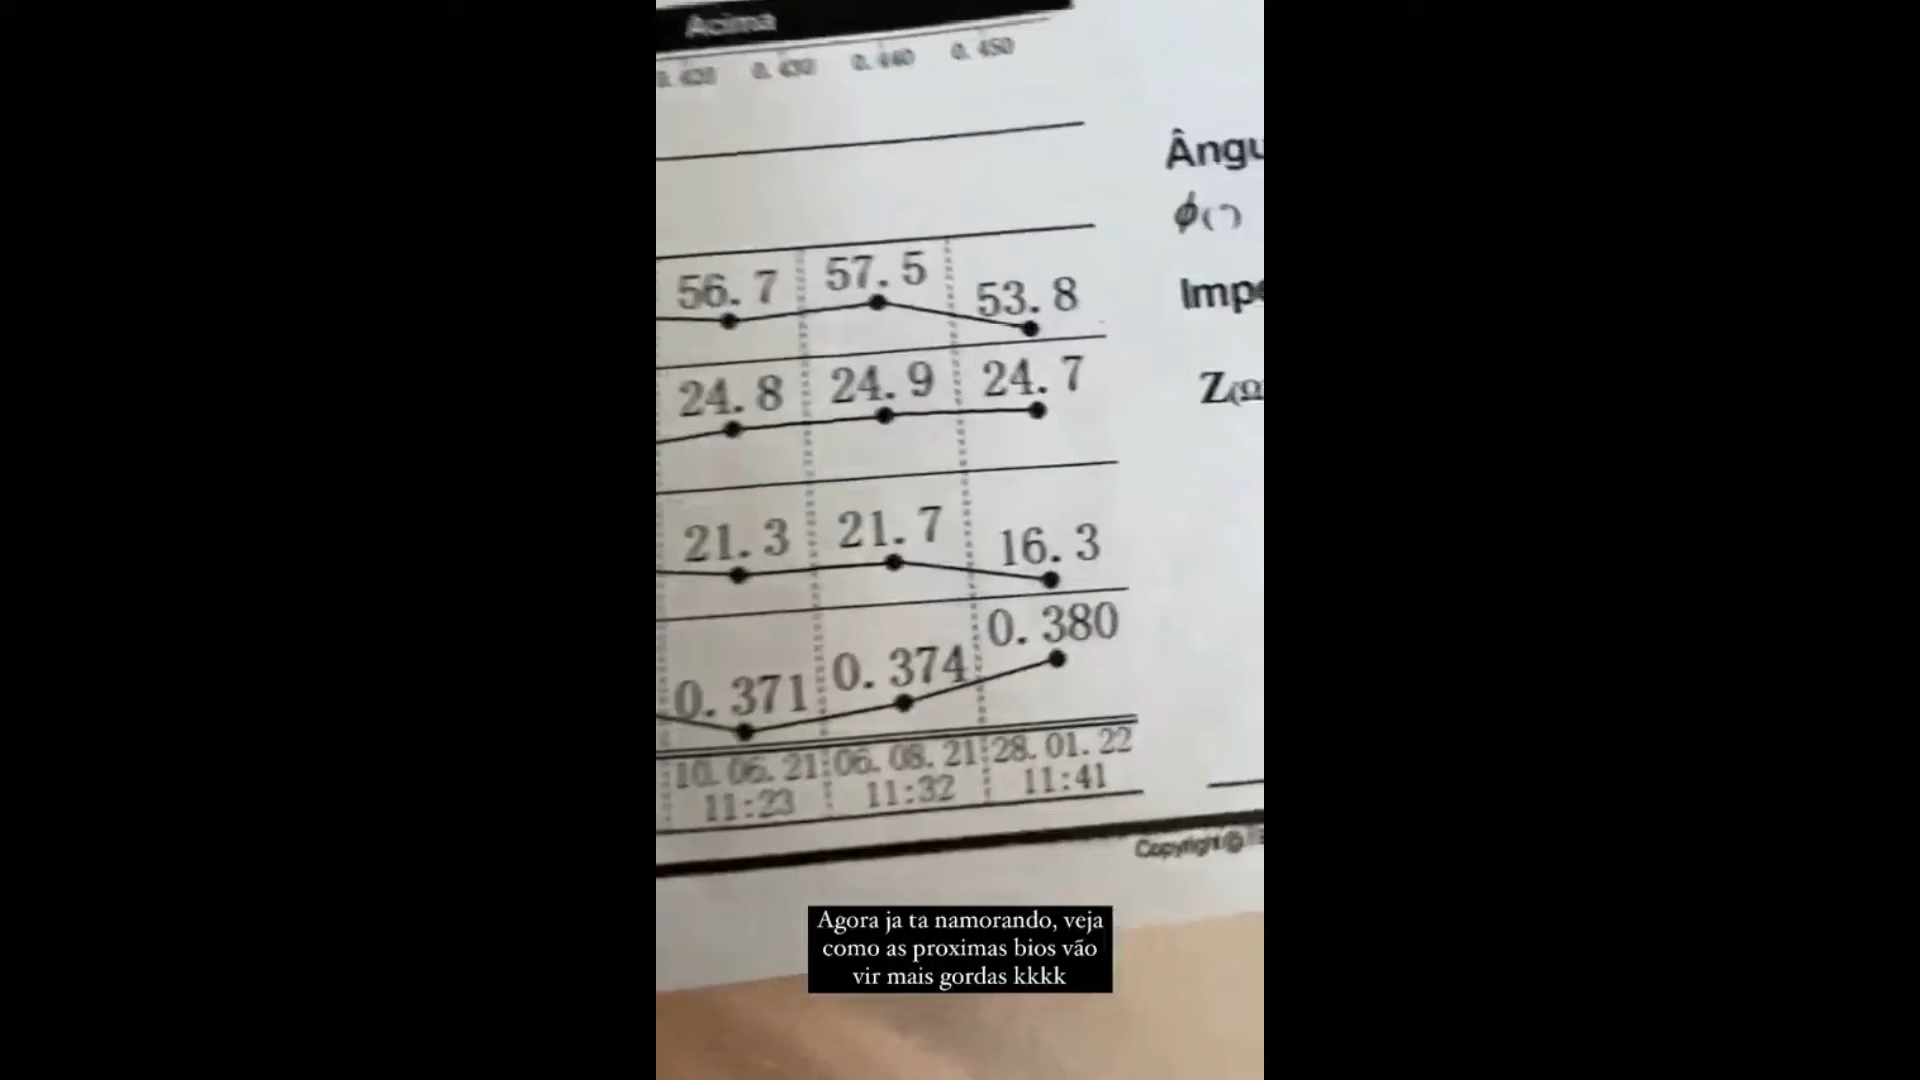 Acima
0.420 0.430 0.440 0.450
Ângu
ϕ(°)
56.7 57.5 53.8
Impe
24.8 24.9 24.7
Z(Ω
21.3 21.7 16.3
0.371 0.374 0.380
10.06.21 06.08.21 28.01.22
11:23 11:32 11:41
Copyright ©
Agora ja ta namorando, veja
como as proximas bios vão
vir mais gordas kkkk